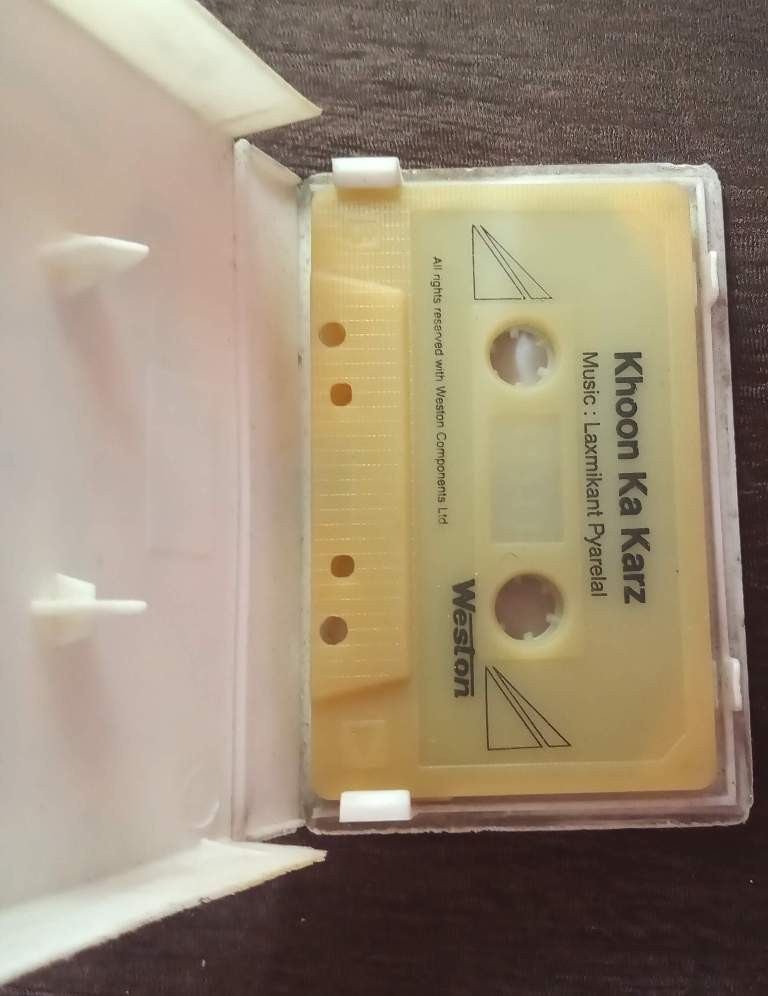 Khoon Ka Karz
Music : Laxmikant Pyarelal
Weston
All rights reserved with Weston Components Ltd